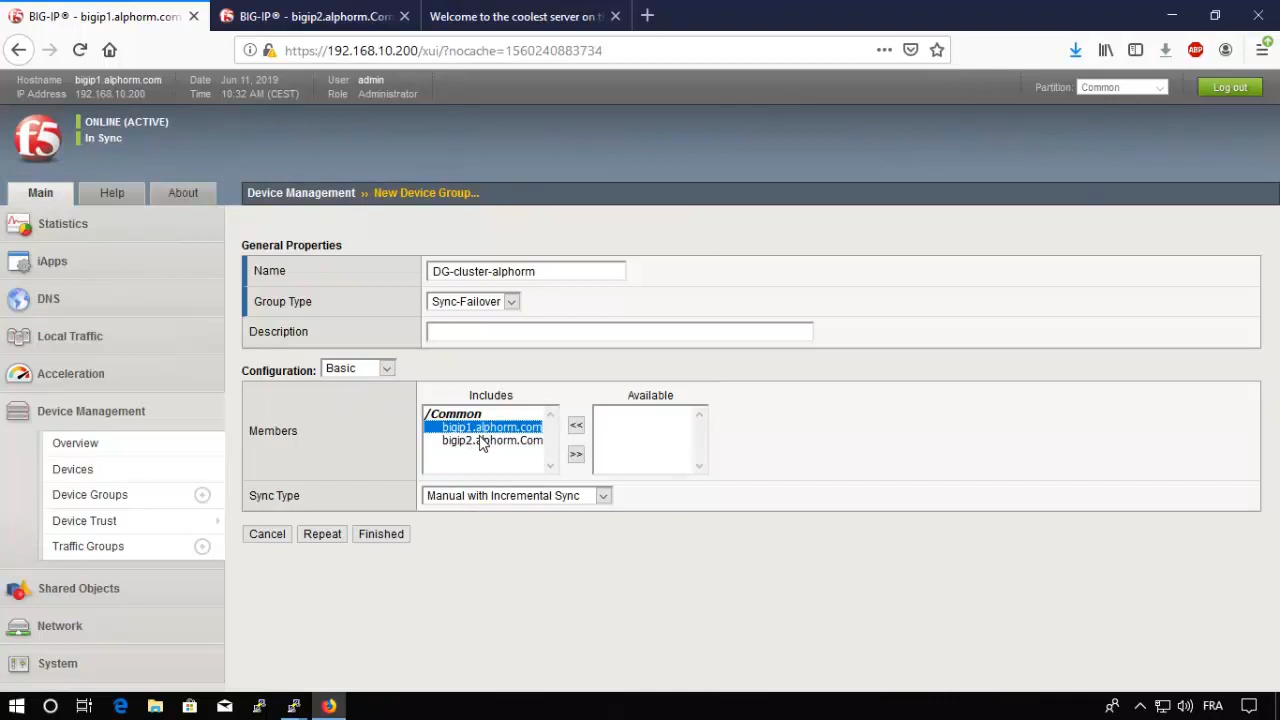 BIG-IP® - bigip1.alphorm.com
BIG-IP® - bigip2.alphorm.Com
Welcome to the coolest server on
https://192.168.10.200/xui/?nocache=1560240883734
Hostname bigip1.alphorm.com
IP Address 192.168.10.200
Date Jun 11, 2019
Time 10:32 AM (CEST)
User admin
Role Administrator
Partition: Common
Log out
f5
ONLINE (ACTIVE)
In Sync
Main
Help
About
Device Management ›› New Device Group...
Statistics
iApps
DNS
Local Traffic
Acceleration
Device Management
Overview
Devices
Device Groups
Device Trust
Traffic Groups
Shared Objects
Network
System
General Properties
Name DG-cluster-alphorm
Group Type Sync-Failover
Description
Configuration: Basic
Members
Includes
/Common
bigip1.alphorm.com
bigip2.alphorm.Com
<<
>>
Available
Sync Type Manual with Incremental Sync
Cancel Repeat Finished
ABP
FRA